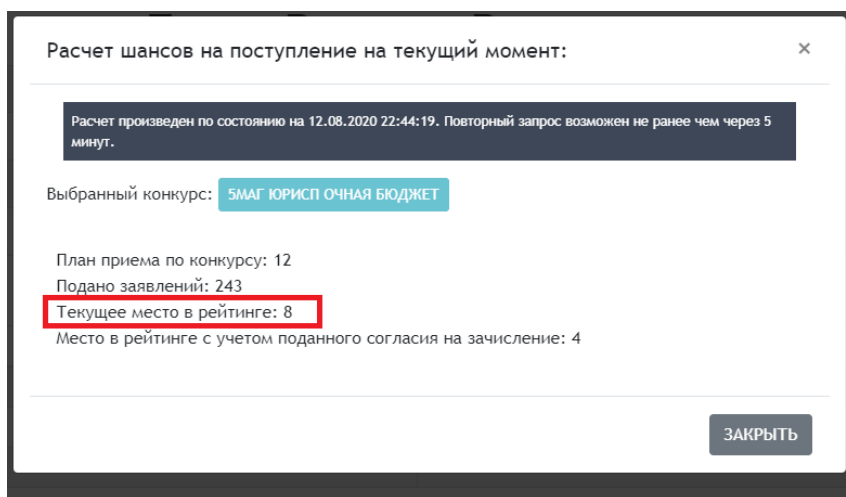 Расчет шансов на поступление на текущий момент:
×
Расчет произведен по состоянию на 12.08.2020 22:44:19. Повторный запрос возможен не ранее чем через 5
минут.
Выбранный конкурс: 5МАГ ЮРИСП ОЧНАЯ БЮДЖЕТ
План приема по конкурсу: 12
Подано заявлений: 243
Текущее место в рейтинге: 8
Место в рейтинге с учетом поданного согласия на зачисление: 4
ЗАКРЫТЬ